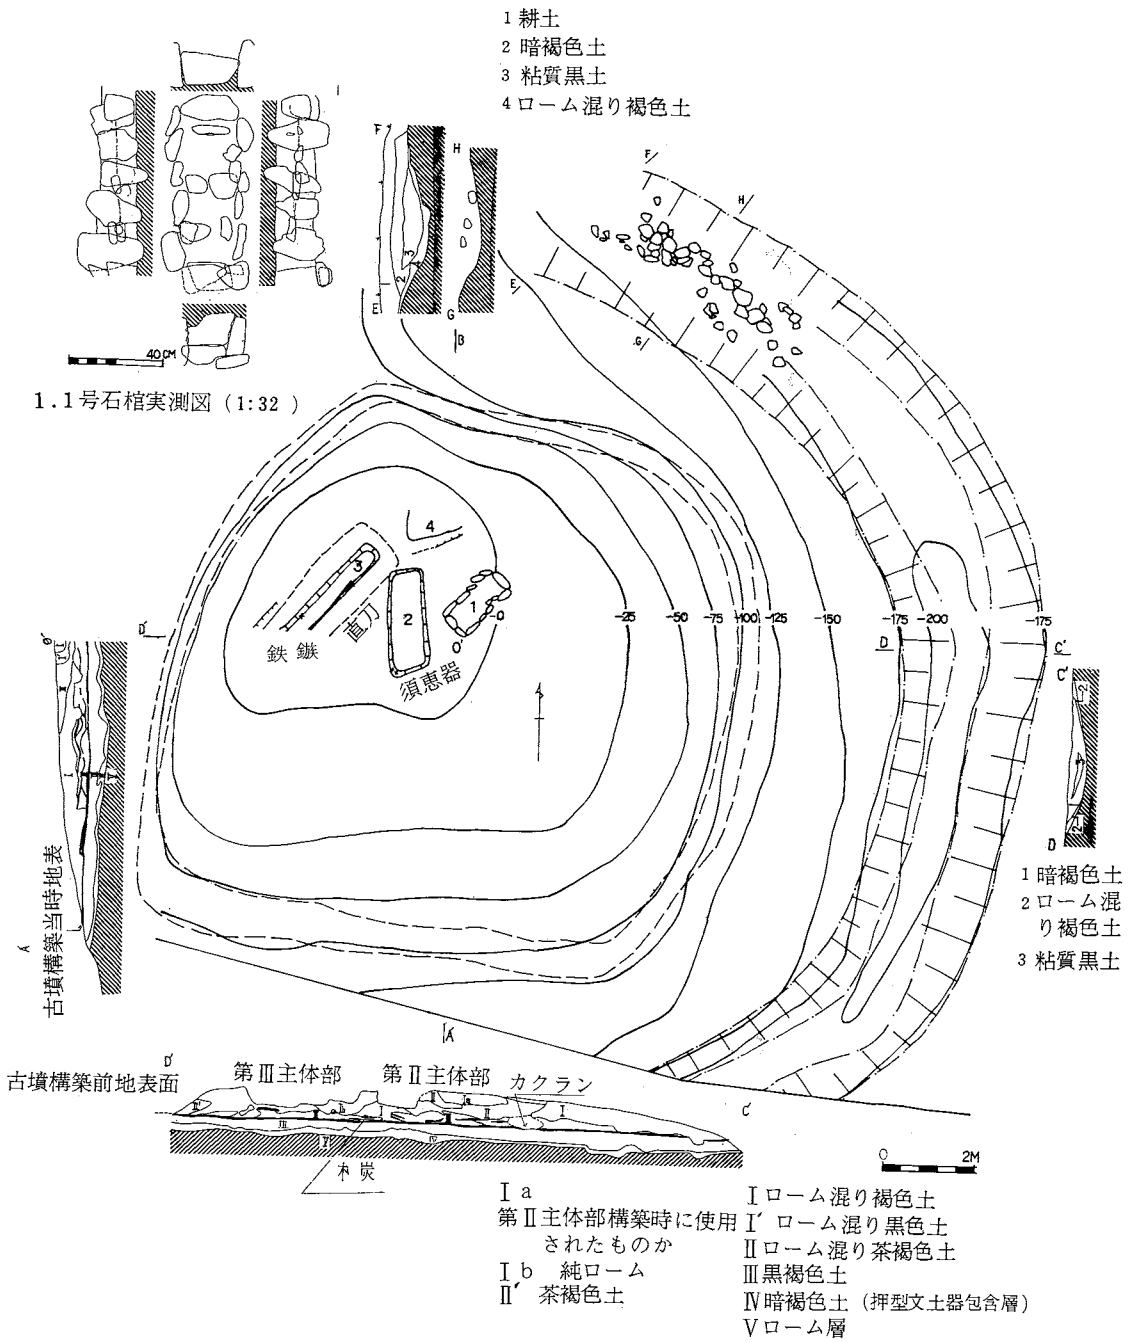 1 耕土
2 暗褐色土
3 粘質黒土
4 ローム混り褐色土
40CM
1.1号石棺実測図 (1:32)
F
H
3
4
2
1
E
G
B
F
H
E
G
4
3
2
1
0
0'
直刀
鉄鏃
須恵器
-25
-50
-75
-100
-125
-150
-175
-200
-175
D
C'
D'
C'
2
3
2
D
1 暗褐色土
2 ローム混
り褐色土
3 粘質黒土
古墳構築当時地表
A
A
D'
古墳構築前地表面
第Ⅲ主体部
第Ⅱ主体部
カクラン
C'
木炭
0
2M
Ⅰa
第Ⅱ主体部構築時に使用
されたものか
Ⅰb 純ローム
Ⅱ' 茶褐色土
Ⅰローム混り褐色土
Ⅰ' ローム混り黒色土
Ⅱローム混り茶褐色土
Ⅲ黒褐色土
Ⅳ暗褐色土 (押型文土器包含層)
Ⅴローム層